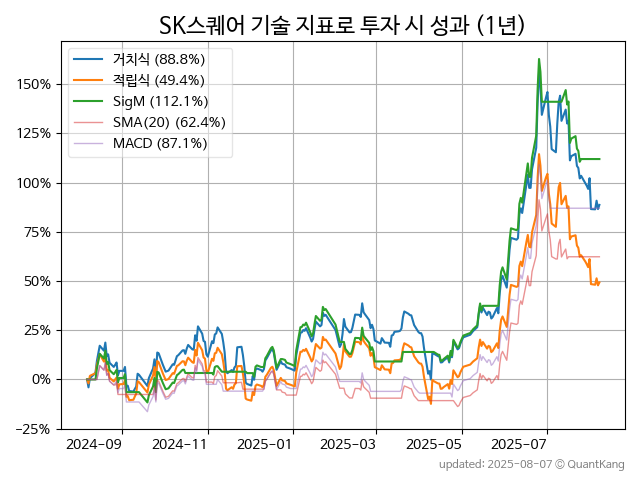 SK스퀘어 기술 지표로 투자 시 성과 (1년)
거치식 (88.8%)
적립식 (49.4%)
SigM (112.1%)
SMA(20) (62.4%)
MACD (87.1%)
150%
125%
100%
75%
50%
25%
0%
−25%
2024-09 2024-11 2025-01 2025-03 2025-05 2025-07
updated: 2025-08-07 © QuantKang